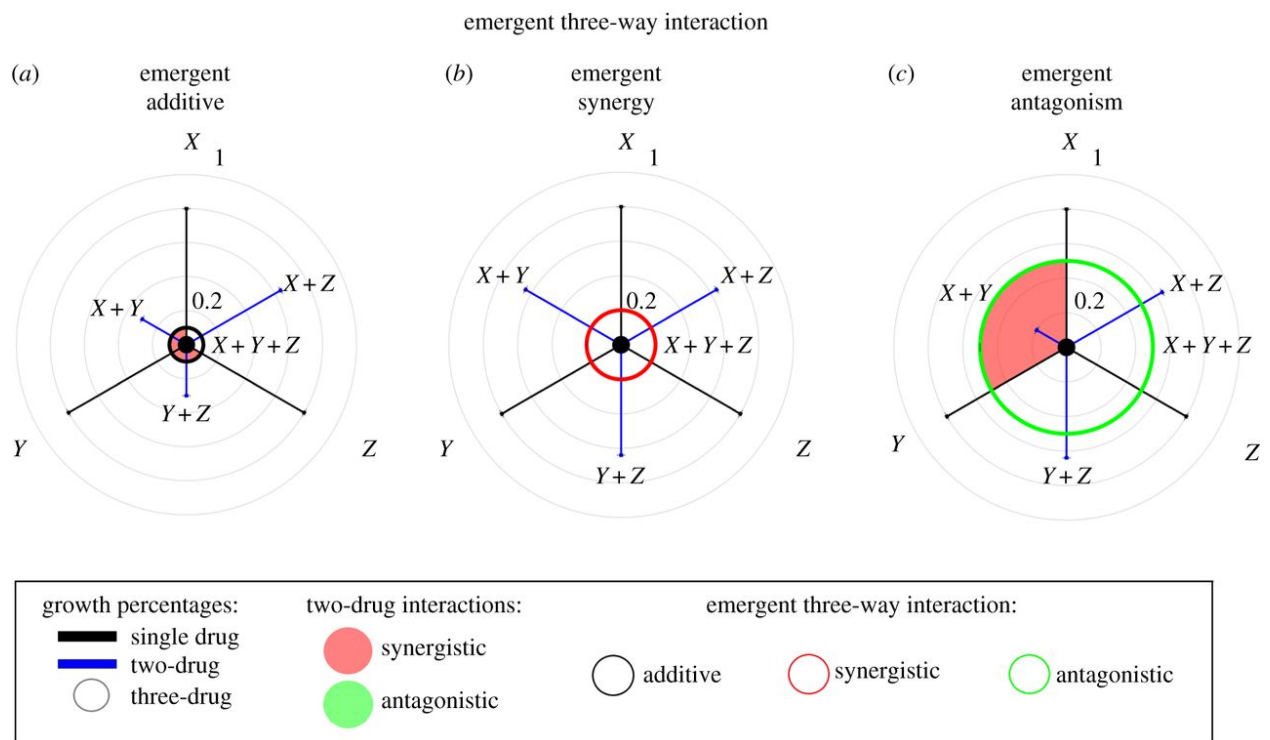 emergent three-way interaction
(a)
emergent
additive
X
1
0.2
X + Y
X + Z
X + Y + Z
Y + Z
Y
Z
(b)
emergent
synergy
X
1
X + Y
X + Z
0.2
X + Y + Z
Y
Z
Y + Z
(c)
emergent
antagonism
X
1
X + Y
X + Z
0.2
X + Y + Z
Y
Z
Y + Z
growth percentages:
single drug
two-drug
three-drug
two-drug interactions:
synergistic
antagonistic
emergent three-way interaction:
additive
synergistic
antagonistic